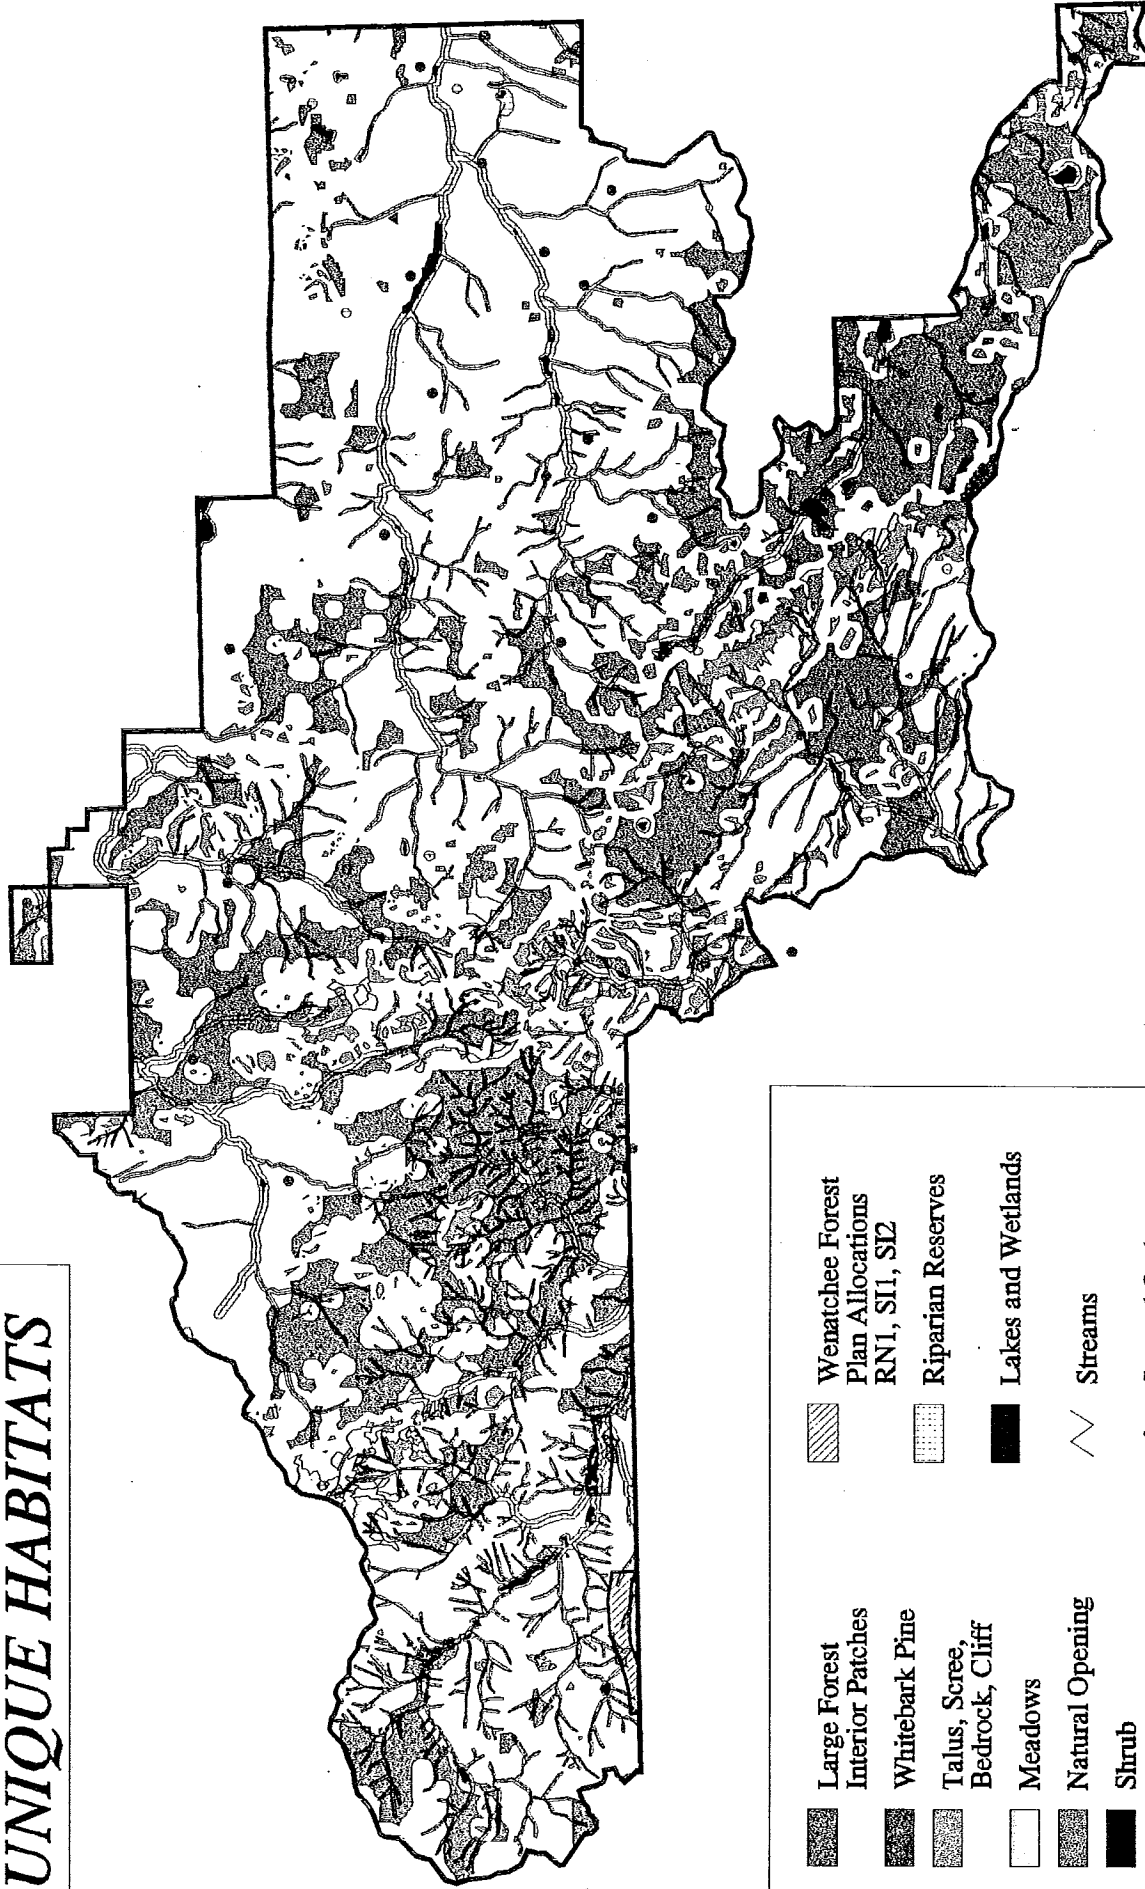 UNIQUE HABITATS
Large Forest
Interior Patches
Whitebark Pine
Talus, Scree,
Bedrock, Cliff
Meadows
Natural Opening
Shrub
Wenatchee Forest
Plan Allocations
RN1, SI1, SI2
Riparian Reserves
Lakes and Wetlands
Streams